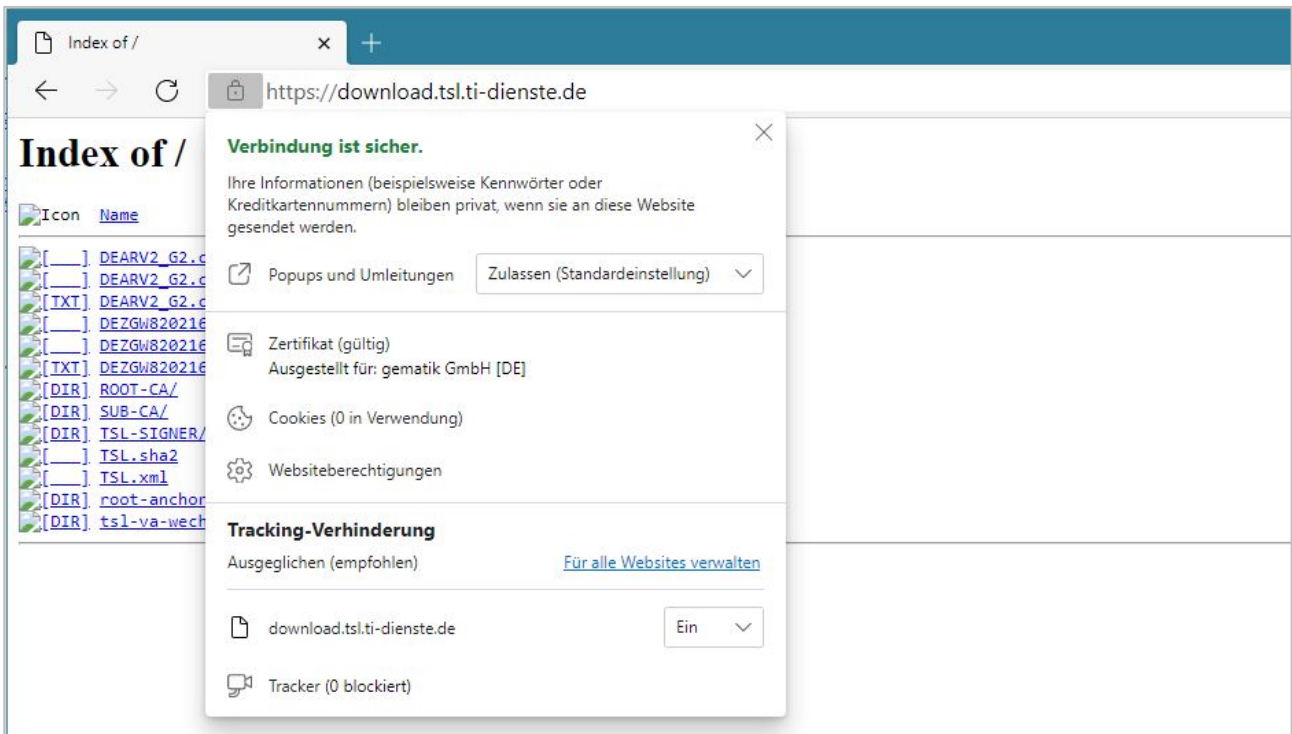 Index of /
https://download.tsl.ti-dienste.de
Index of /
Icon Name
[ ] DEARV2_G2.c
[ ] DEARV2_G2.c
[TXT] DEARV2_G2.c
[ ] DEZGW820216
[ ] DEZGW820216
[TXT] DEZGW820216
[DIR] ROOT-CA/
[DIR] SUB-CA/
[DIR] TSL-SIGNER/
[ ] TSL.sha2
[ ] TSL.xml
[DIR] root-anchor
[DIR] tsl-va-wech
Verbindung ist sicher.
Ihre Informationen (beispielsweise Kennwörter oder
Kreditkartennummern) bleiben privat, wenn sie an diese Website
gesendet werden.
Popups und Umleitungen Zulassen (Standardeinstellung)
Zertifikat (gültig)
Ausgestellt für: gematik GmbH [DE]
Cookies (0 in Verwendung)
Websiteberechtigungen
Tracking-Verhinderung
Ausgeglichen (empfohlen) Für alle Websites verwalten
download.tsl.ti-dienste.de Ein
Tracker (0 blockiert)